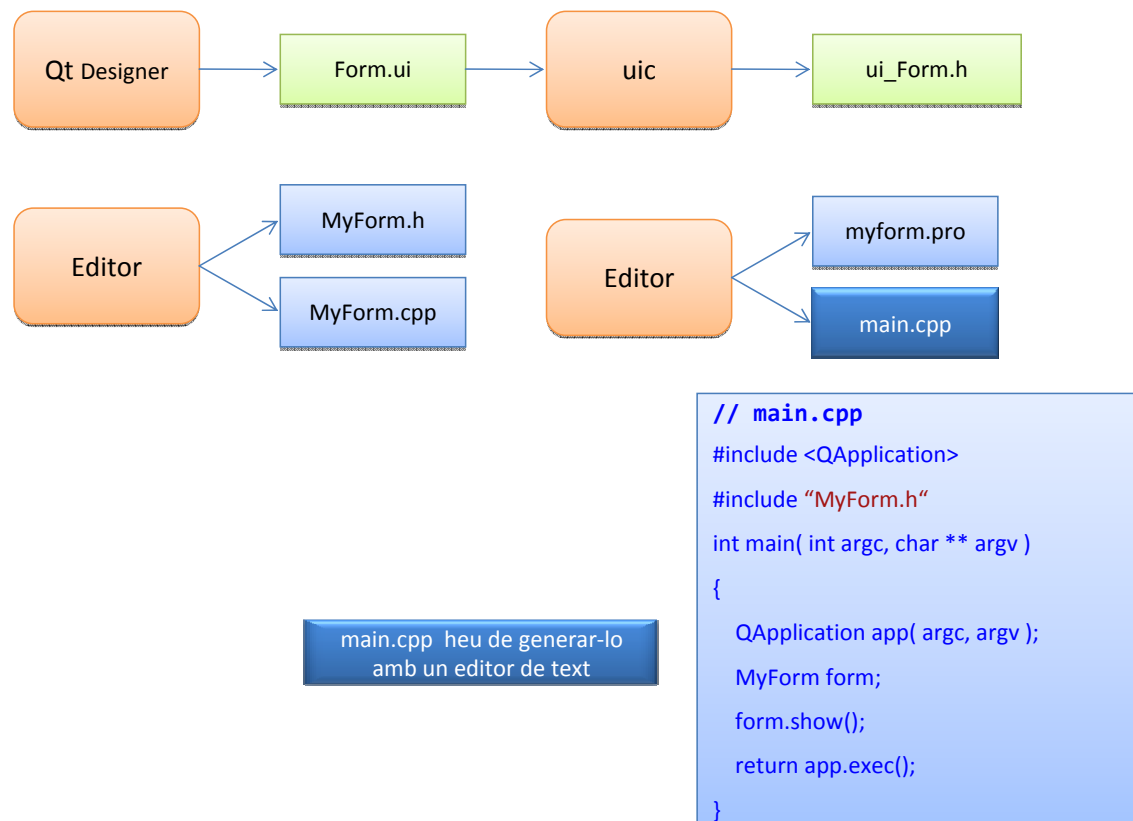 Qt Designer
Form.ui
uic
ui_Form.h
Editor
MyForm.h
MyForm.cpp
Editor
myform.pro
main.cpp
// main.cpp
#include <QApplication>
#include “MyForm.h“
int main( int argc, char ** argv )
{
QApplication app( argc, argv );
MyForm form;
form.show();
return app.exec();
}
main.cpp heu de generar-lo
amb un editor de text